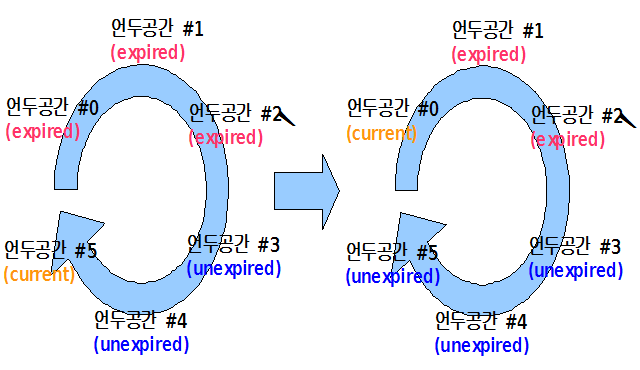 언두공간 #1
(expired)
언두공간 #0
(expired)
언두공간 #2
(expired)
언두공간 #5
(current)
언두공간 #3
(unexpired)
언두공간 #4
(unexpired)
언두공간 #1
(expired)
언두공간 #0
(current)
언두공간 #2
(expired)
언두공간 #5
(unexpired)
언두공간 #3
(unexpired)
언두공간 #4
(unexpired)